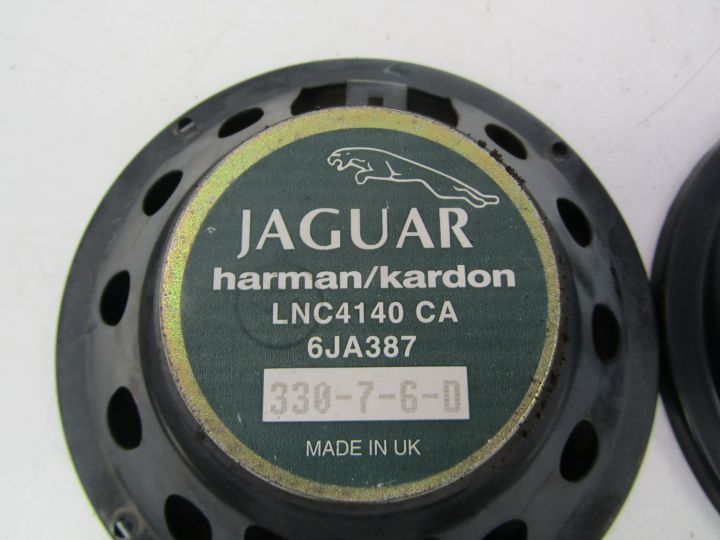 JAGUAR
harman/kardon
LNC4140 CA
6JA387
330-7-6-D
MADE IN UK